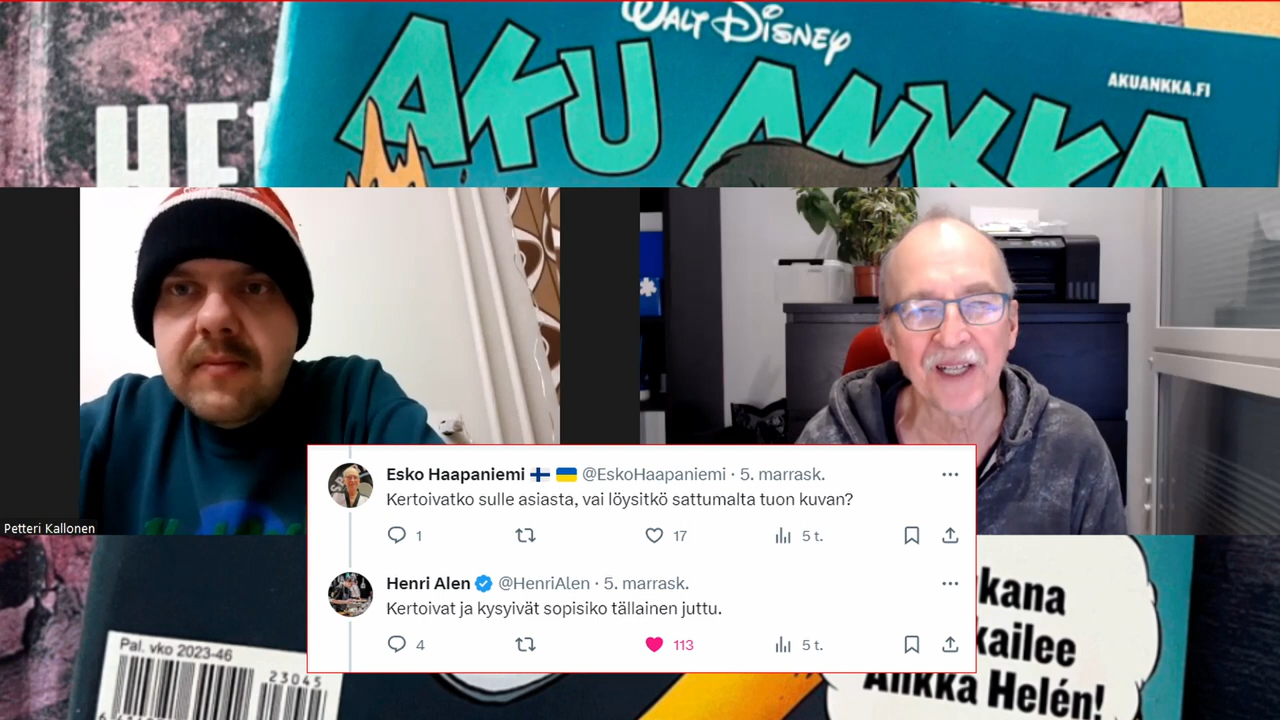 WALT DISNEY
AKU ANKKA
AKUANKKA.FI
Petteri Kallonen
Esko Haapaniemi @EskoHaapaniemi · 5. marrask.
Kertoivatko sulle asiasta, vai löysitkö sattumalta tuon kuvan?
1 17 5 t.
Henri Alen @HenriAlen · 5. marrask.
Kertoivat ja kysyivät sopisiko tällainen juttu.
4 113 5 t.
Pal. vko 2023-46
23045
Ankka Helén!